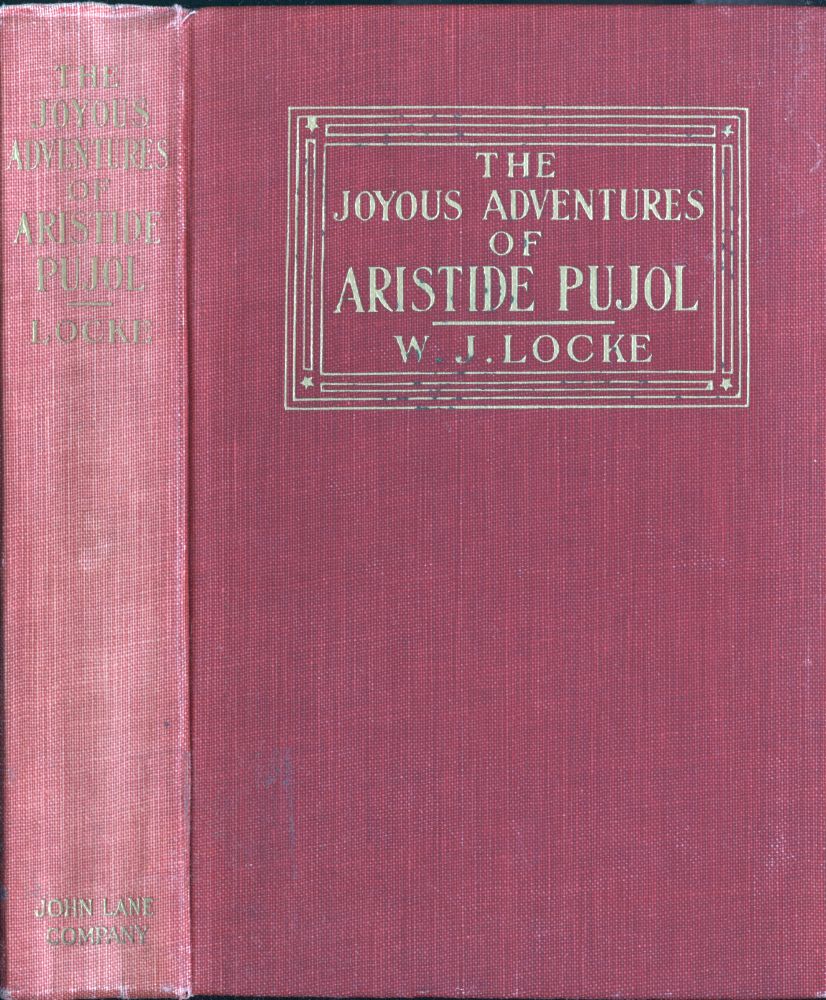 THE
JOYOUS
ADVENTURES
OF
ARISTIDE
PUJOL
LOCKE
JOHN LANE
COMPANY
THE
JOYOUS ADVENTURES
OF
ARISTIDE PUJOL
W. J. LOCKE